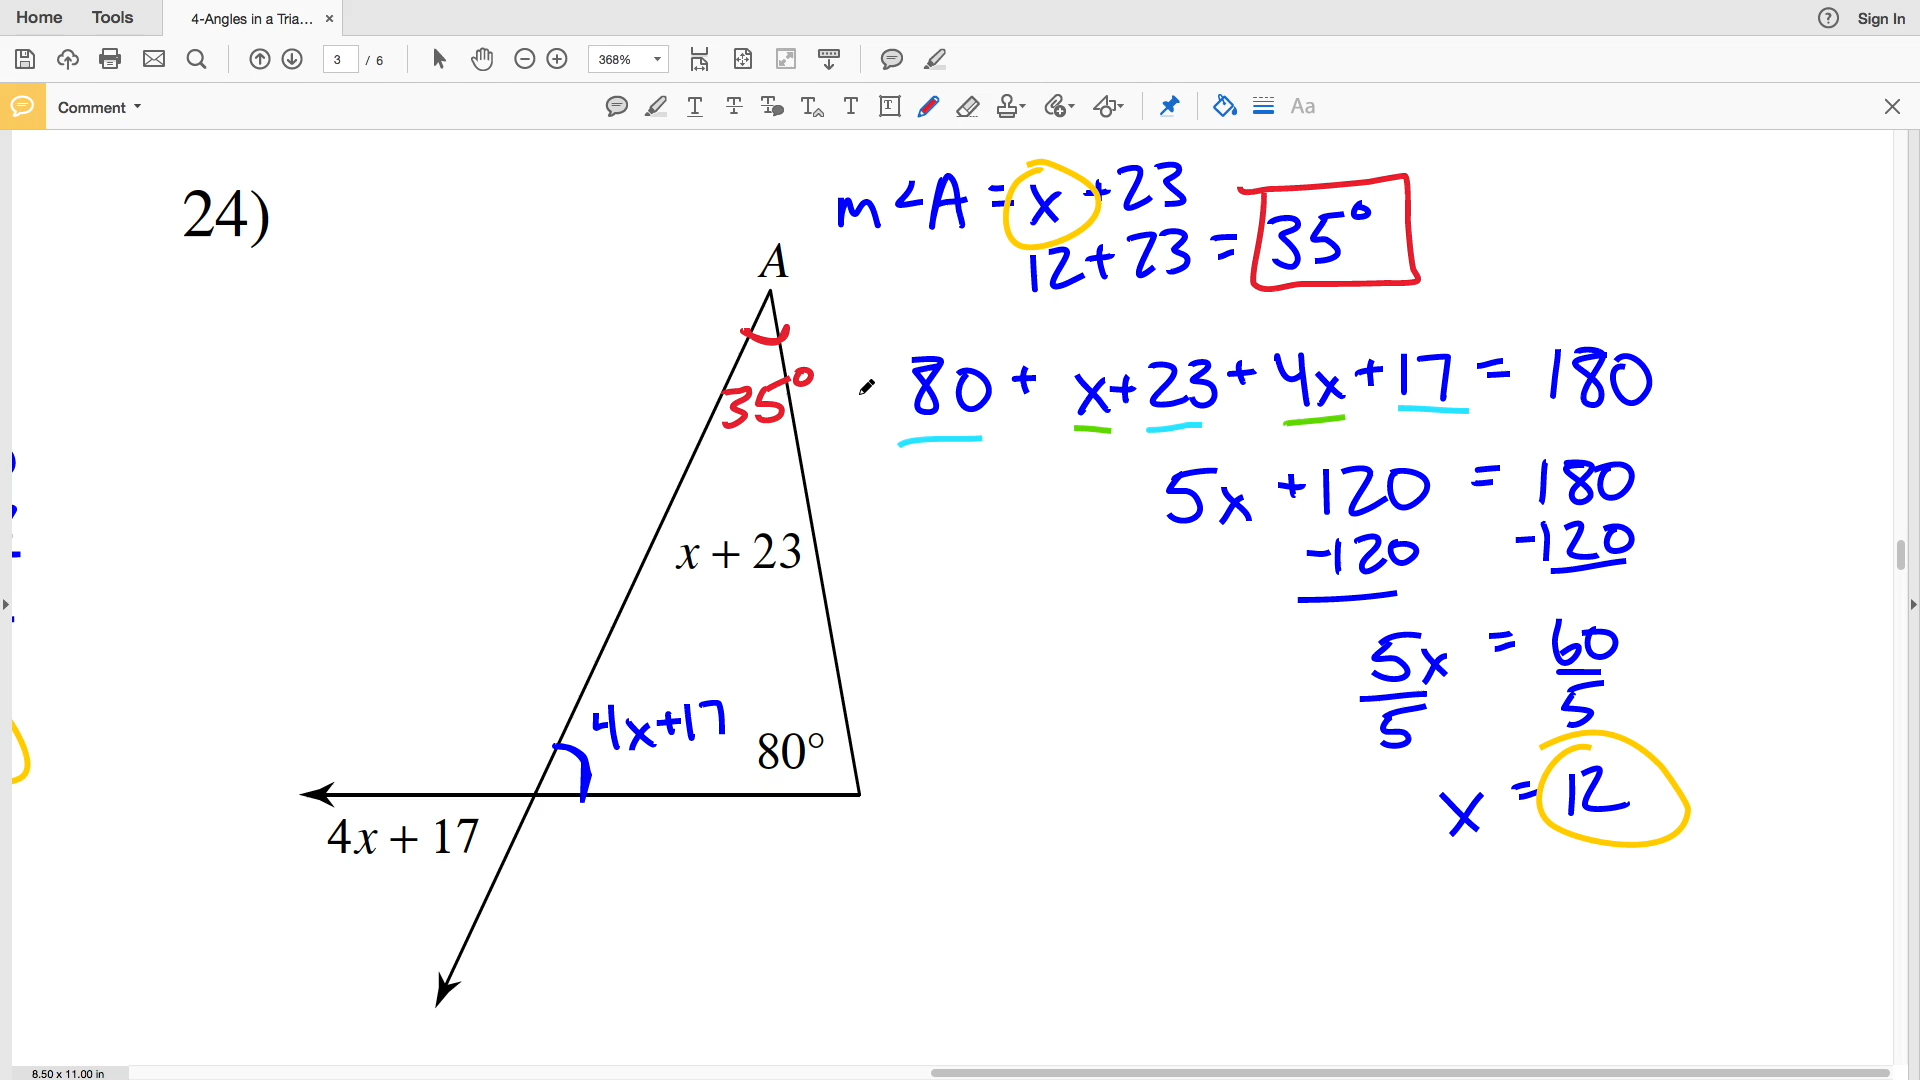 Home Tools 4-Angles in a Tria... × ? Sign In
3 / 6 368%
Comment T T T T T T Aa
24)
m<A = x+23
12+23 = 35°
A
35°
80 + x+23 + 4x+17 = 180
5x +120 = 180
-120 -120
x + 23
5x = 60
5 5
4x+17
80°
x = 12
4x + 17
8.50 x 11.00 in